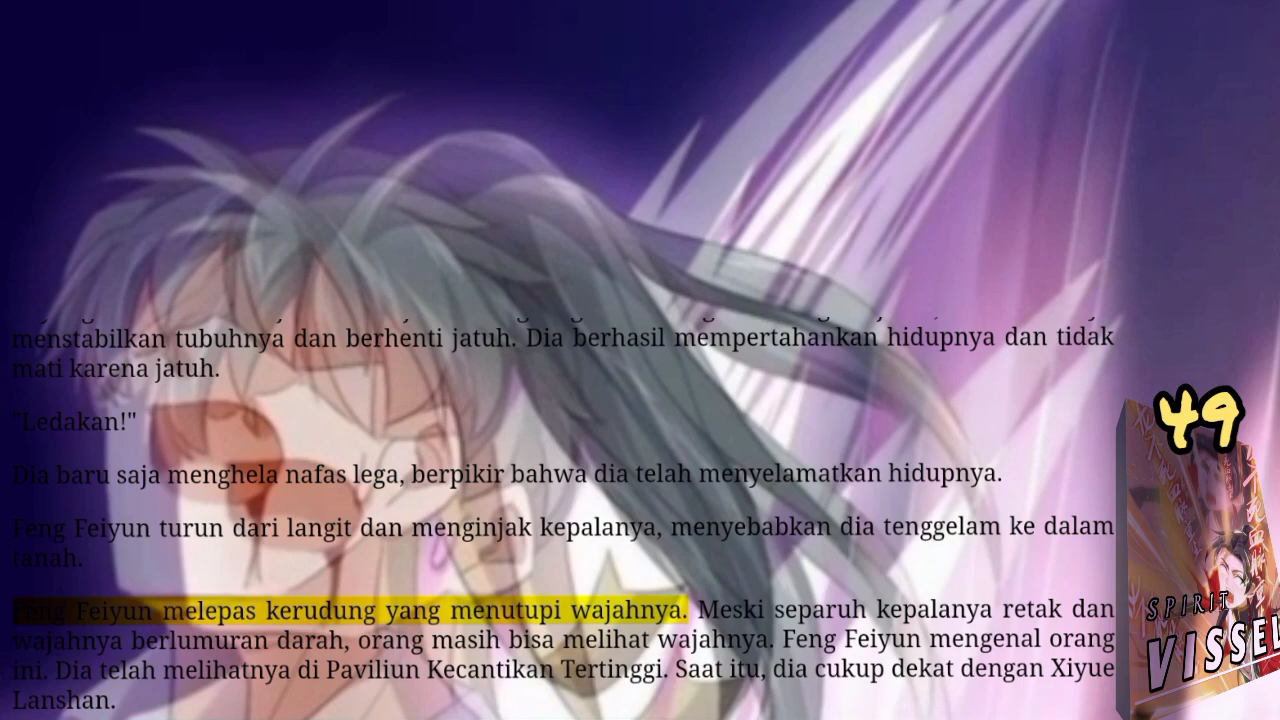 menstabilkan tubuhnya dan berhenti jatuh. Dia berhasil mempertahankan hidupnya dan tidak
mati karena jatuh.
"Ledakan!"
Dia baru saja menghela nafas lega, berpikir bahwa dia telah menyelamatkan hidupnya.
Feng Feiyun turun dari langit dan menginjak kepalanya, menyebabkan dia tenggelam ke dalam
tanah.
Feng Feiyun melepas kerudung yang menutupi wajahnya. Meski separuh kepalanya retak dan
wajahnya berlumuran darah, orang masih bisa melihat wajahnya. Feng Feiyun mengenal orang
ini. Dia telah melihatnya di Paviliun Kecantikan Tertinggi. Saat itu, dia cukup dekat dengan Xiyue
Lanshan.
49
SPIRIT
VISSEL